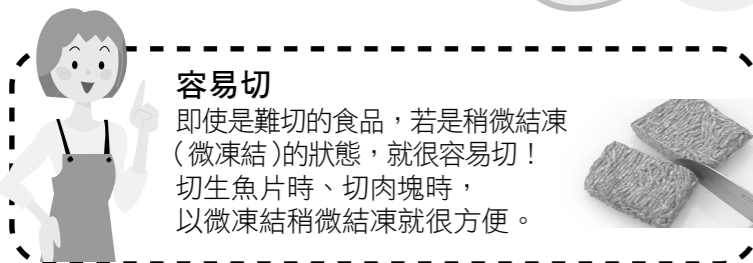 容易切
即使是難切的食品，若是稍微結凍
(微凍結)的狀態，就很容易切！
切生魚片時、切肉塊時，
以微凍結稍微結凍就很方便。